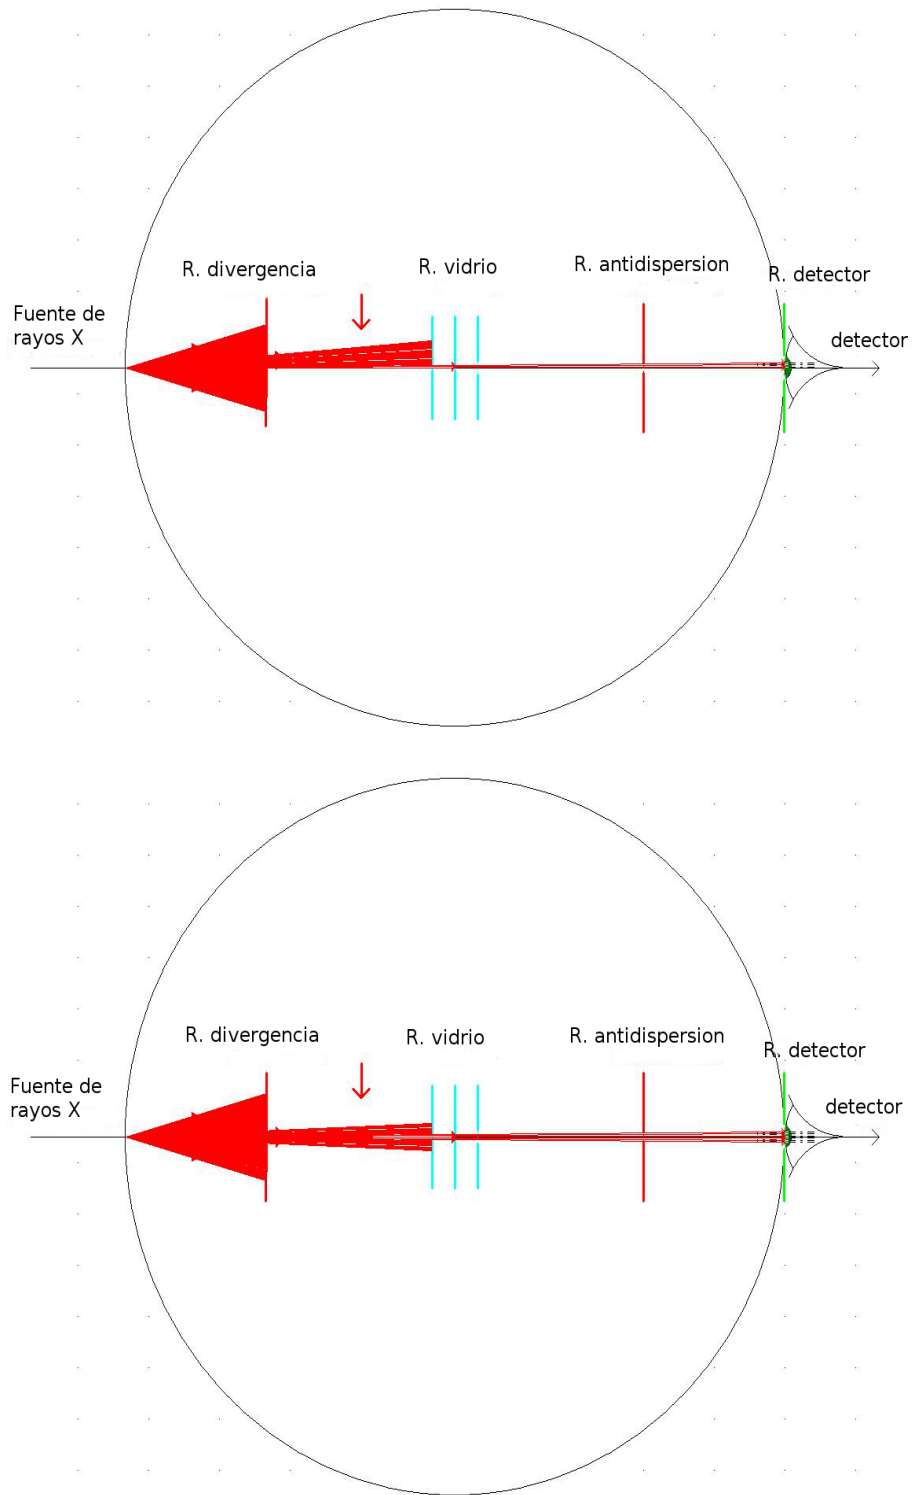 R. divergencia
R. vidrio
R. antidispersion
R. detector
Fuente de
rayos X
detector
R. divergencia
R. vidrio
R. antidispersion
R. detector
Fuente de
rayos X
detector